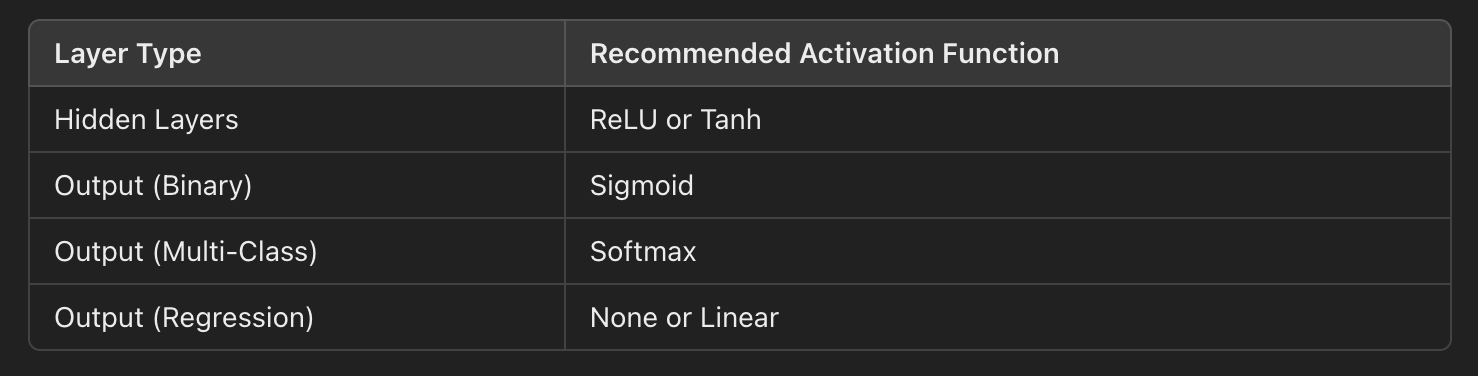 Layer Type Recommended Activation Function
Hidden Layers ReLU or Tanh
Output (Binary) Sigmoid
Output (Multi-Class) Softmax
Output (Regression) None or Linear